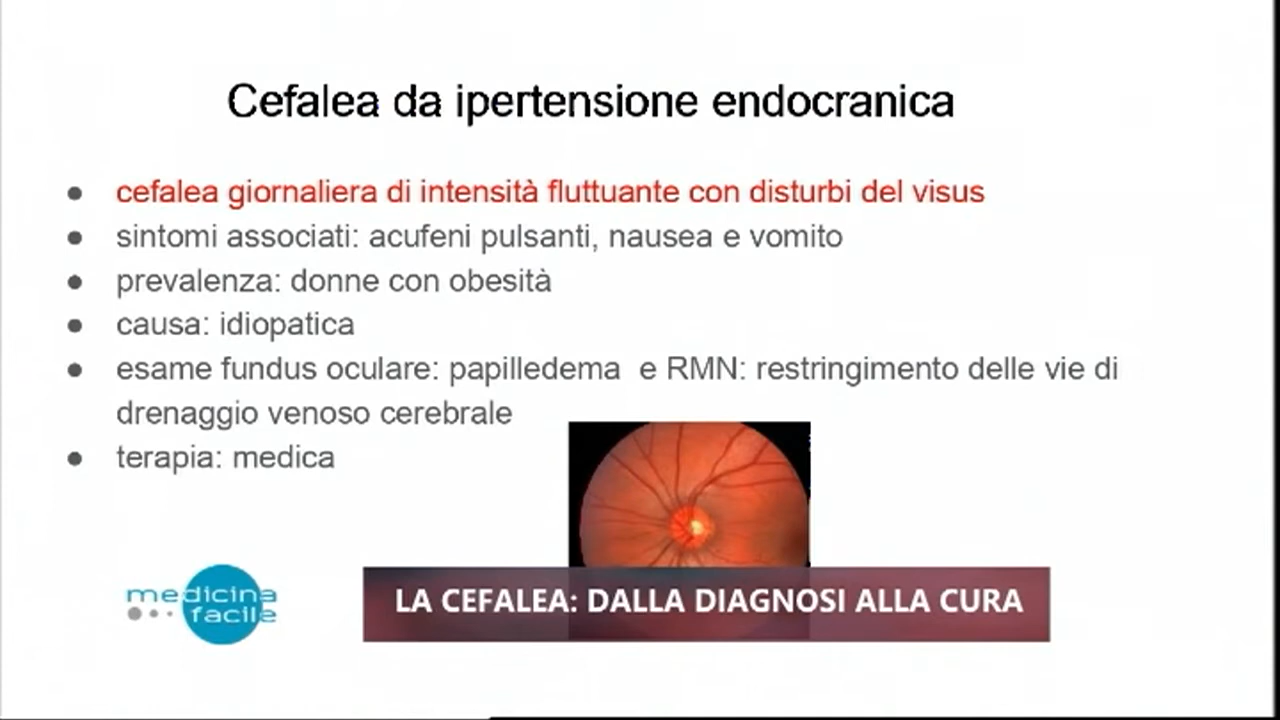 Cefalea da ipertensione endocranica
● cefalea giornaliera di intensità fluttuante con disturbi del visus
● sintomi associati: acufeni pulsanti, nausea e vomito
● prevalenza: donne con obesità
● causa: idiopatica
● esame fundus oculare: papilledema e RMN: restringimento delle vie di
drenaggio venoso cerebrale
● terapia: medica
medicina
facile
LA CEFALEA: DALLA DIAGNOSI ALLA CURA